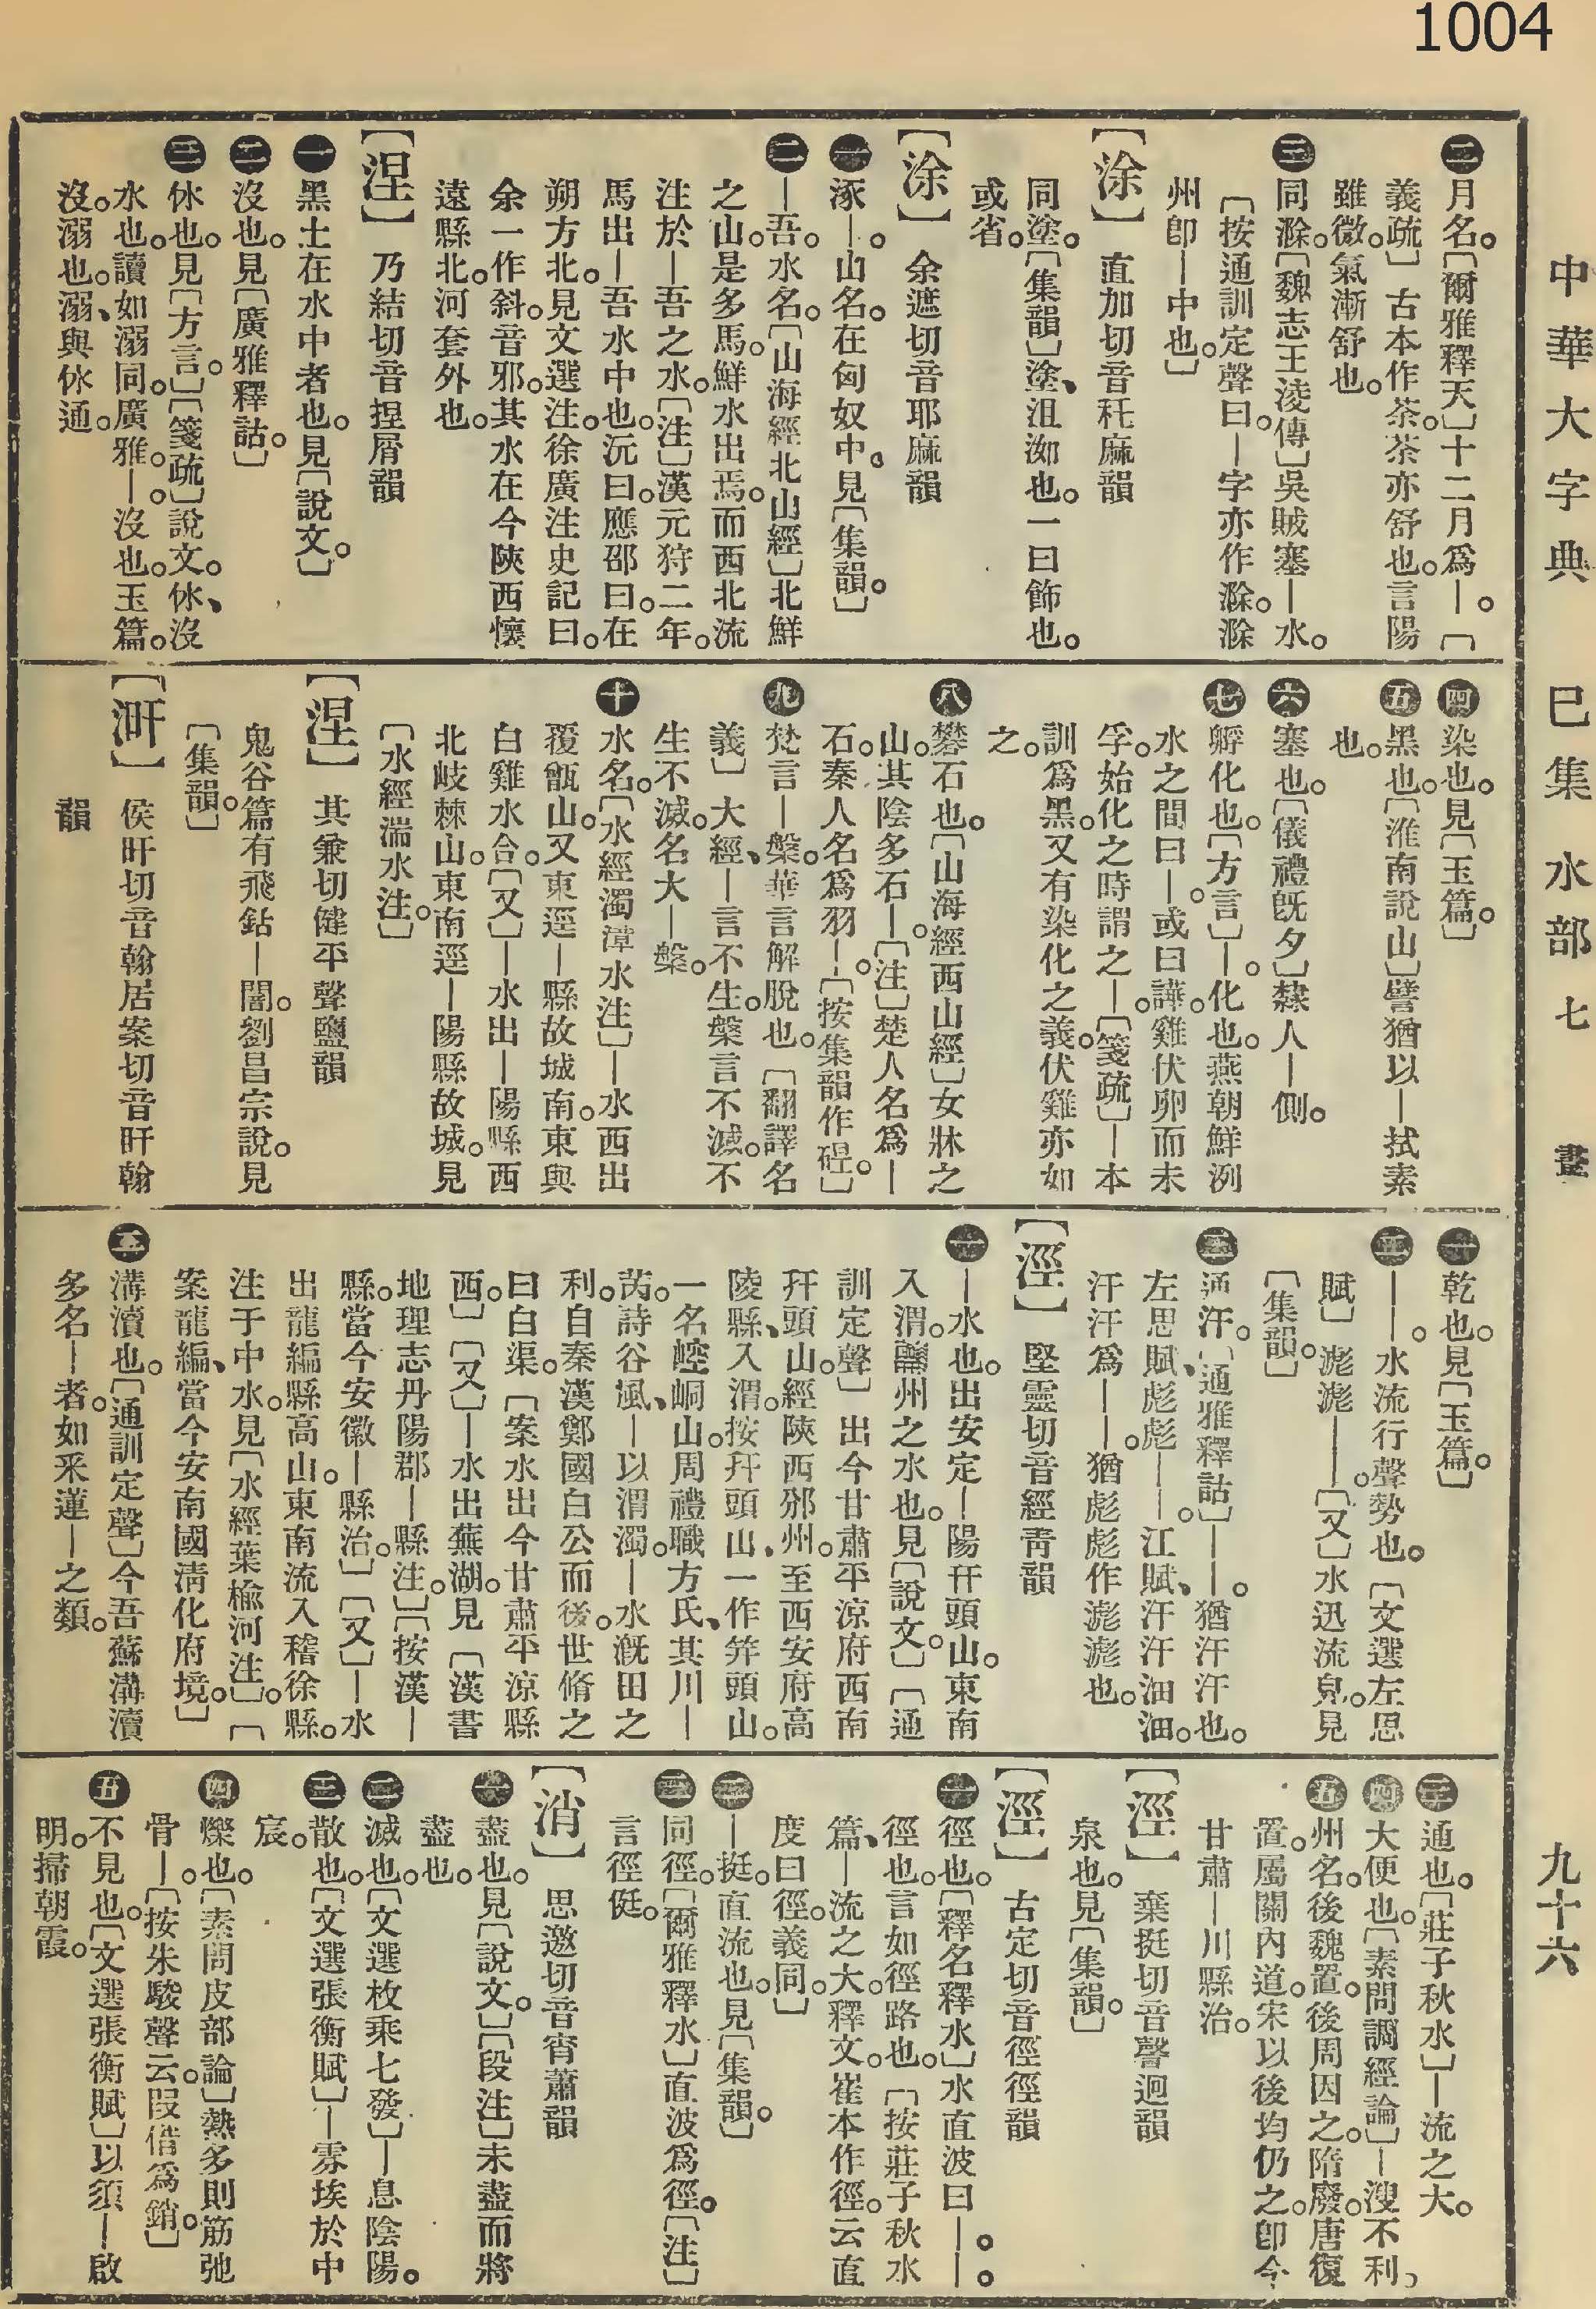 1004
中華大字典 巳集 水部 七畫 九十六
㊁月名。〔爾雅釋天〕十二月爲—。〔
義疏〕古本作荼。荼亦舒也。言陽
雖微。氣漸舒也。
㊂同滁。〔魏志王淩傳〕吳賊塞—水。
〔按通訓定聲曰。—字亦作滁。滁
州卽—中也。〕
〔涂〕 直加切音秅麻韻
同塗。〔集韻〕塗、沮洳也。一曰飾也。
或省。
〔涂〕 余遮切音耶麻韻
㊀涿—。山名。在匈奴中。見〔集韻。〕
㊁—吾。水名。〔山海經北山經〕北鮮
之山。是多馬。鮮水出焉。而西北流
注於—吾之水。〔注〕漢元狩二年。
馬出—吾水中也。沅曰。應邵曰。在
朔方北。見文選注。徐廣注史記曰。
余一作斜。音邪。其水在今陝西懷
遠縣北。河套外也。
〔涅〕 乃結切音捏屑韻
㊀黑土在水中者也。見〔說文。〕
㊁沒也。見〔廣雅釋詁。〕
㊂㲻也。見〔方言。〕〔箋疏〕說文。㲻、沒
水也。讀如溺同。廣雅。—。沒也。玉篇。
沒。溺也。溺、與㲻通。
㊃染也。見〔玉篇。〕
㊄黑也。〔淮南說山〕譬猶以—拭素
也。
㊅塞也。〔儀禮旣夕〕隸人—側。
㊆孵化也。〔方言〕—。化也。燕朝鮮洌
水之間曰—。或曰譁。雞伏卵而未
孚。始化之時謂之—。〔箋疏〕—本
訓爲黑。又有染化之義。伏雞亦如
之。
㊇礬石也。〔山海經西山經〕女牀之
山。其陰多石—。〔注〕楚人名爲—
石。秦人名爲羽—。〔按集韻作硂。〕
㊈梵言—槃。華言解脫也。〔翻譯名
義〕大經、—言不生。槃言不滅。不
生不滅。名大—槃。
㊉水名。〔水經濁漳水注〕—水西出
覆甑山。又東逕—縣故城南。東與
白雞水合。〔又〕—水出—陽縣西
北岐棘山。東南逕—陽縣故城。見
〔水經湍水注。〕
〔涅〕 其兼切健平聲鹽韻
鬼谷篇有飛鉆—闇。劉昌宗說。見
〔集韻。〕
〔涆〕 侯旰切音翰居案切音旰翰
韻
㊀乾也。見〔玉篇。〕
㊁——。水流行聲勢也。〔文選左思
賦〕滮滮——。〔又〕水迅流皃。見
〔集韻。〕
㊂通汗。〔通雅釋詁〕——。猶汗汗也。
左思賦、彪彪——。江賦、汗汗油油。
汗汗爲——。猶彪彪作滮滮也。
〔涇〕 堅靈切音經靑韻
㊀—水也。出安定—陽幵頭山。東南
入渭。雝州之水也。見〔說文。〕〔通
訓定聲〕出今甘肅平涼府西南
幵頭山。經陝西邠州。至西安府高
陵縣、入渭。按幵頭山、一作笄頭山。
一名崆峒山。周禮職方氏、其川—
芮。詩谷風、—以渭濁。—水漑田之
利。自秦漢鄭國白公而後。世脩之
曰白渠。〔案水出今甘肅平涼縣
西。〕〔又〕—水出蕪湖。見〔漢書
地理志丹陽郡—縣注。〕〔按漢—
縣。當今安徽—縣治。〕〔又〕—水
出龍編縣高山。東南流入稽徐縣。
注于中水。見〔水經葉楡河注。〕〔
案龍編、當今安南國淸化府境。〕
㊄溝瀆也。〔通訓定聲〕今吾蘇溝瀆
多名—者。如釆蓮—之類。
㊂通也。〔莊子秋水〕—流之大。
㊃大便也。〔素問調經論〕—溲不利。
㊄州名。後魏置。後周因之。隋廢。唐復
置。屬關內道。宋以後均仍之。卽今
甘肅—川縣治。
〔涇〕 棄挺切音罄迥韻
泉也。見〔集韻。〕
〔涇〕 古定切音徑徑韻
㊀徑也。〔釋名釋水〕水直波曰—。—。
徑也。言如徑路也。〔按莊子秋水
篇、—流之大。釋文。崔本作徑。云直
度曰徑。義同。〕
㊁—挺。直流也。見〔集韻。〕
㊂同徑。〔爾雅釋水〕直波爲徑。〔注〕
言徑侹。
〔消〕 思邀切音宵蕭韻
㊀盡也。見〔說文。〕〔段注〕未盡而將
盡也。
㊁滅也。〔文選枚乘七發〕—息陰陽。
㊂散也。〔文選張衡賦〕—雰埃於中
宸。
㊃爍也。〔素問皮部論〕熱多則筋弛
骨—。〔按朱駿聲云。叚借爲銷。〕
㊄不見也。〔文選張衡賦〕以須—啟
明。掃朝霞。